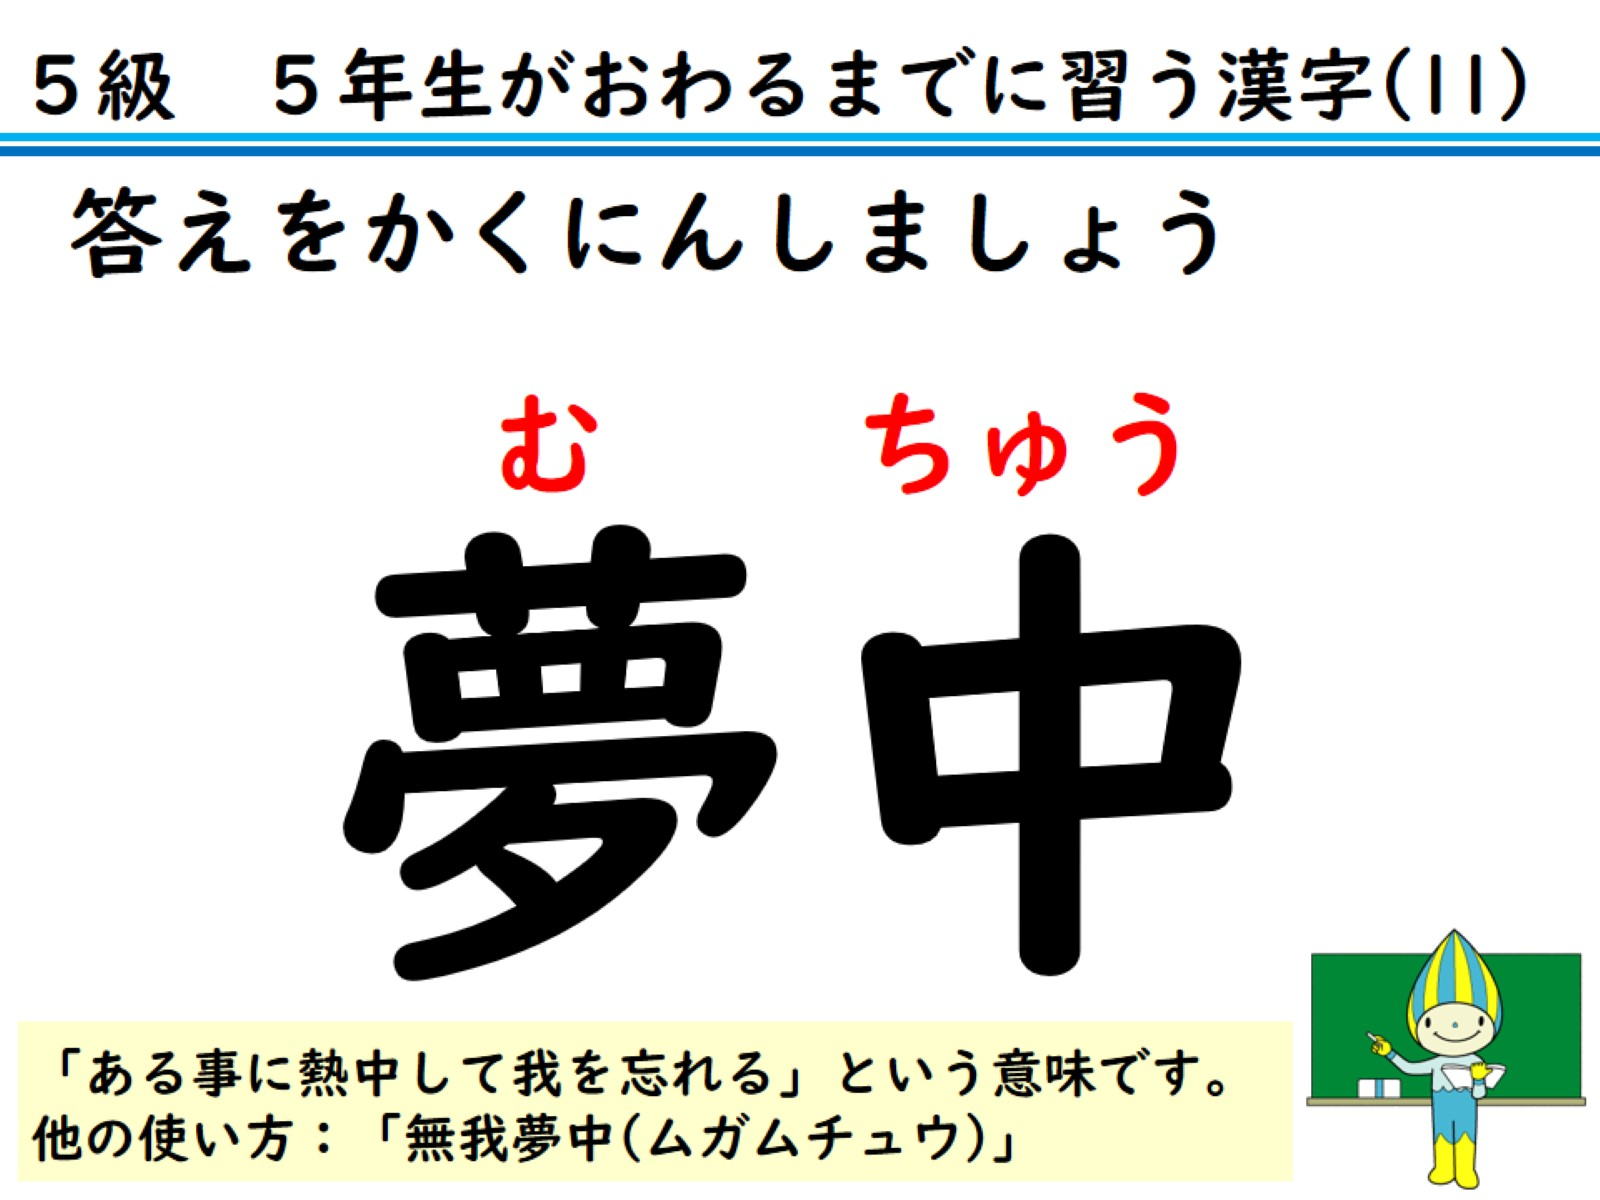 ５級　５年生がおわるまでに習う漢字(11)
答えをかくにんしましょう
む　ちゅう
夢中
「ある事に熱中して我を忘れる」という意味です。
他の使い方：「無我夢中(ムガムチュウ)」